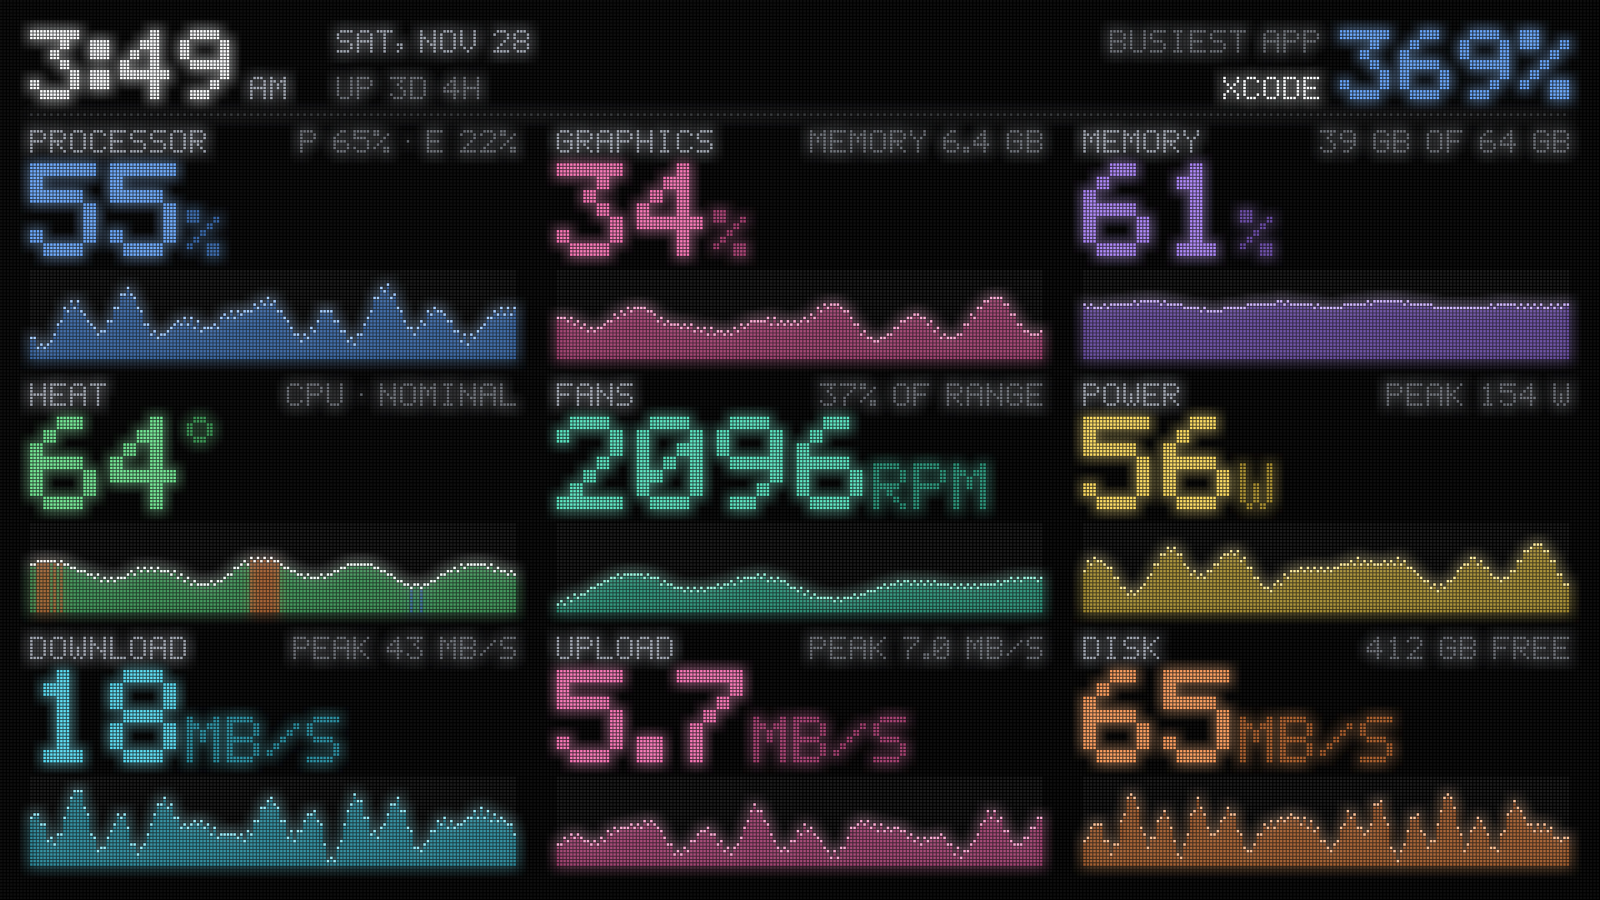 3:49 AM
SAT, NOV 28
UP 3D 4H
BUSIEST APP
XCODE
369%
PROCESSOR
P 65% · E 22%
55%
GRAPHICS
MEMORY 6.4 GB
34%
MEMORY
39 GB OF 64 GB
61%
HEAT
CPU · NOMINAL
64°
FANS
37% OF RANGE
2096RPM
POWER
PEAK 154 W
56W
DOWNLOAD
PEAK 43 MB/S
18MB/S
UPLOAD
PEAK 7.0 MB/S
5.7MB/S
DISK
412 GB FREE
65MB/S